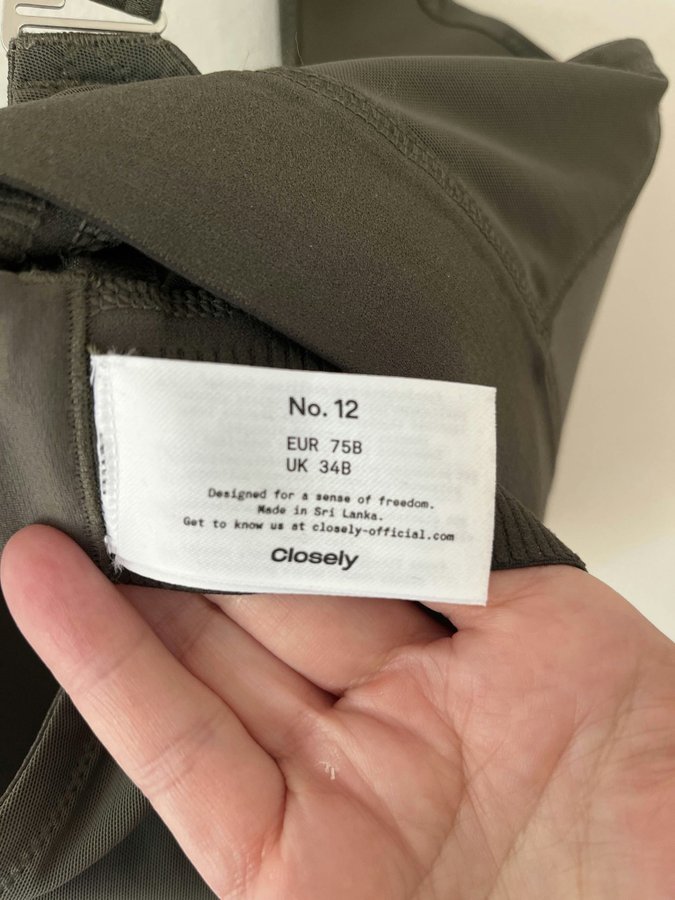 No. 12
EUR 75B
UK 34B
Designed for a sense of freedom.
Made in Sri Lanka.
Get to know us at closely-official.com
Closely